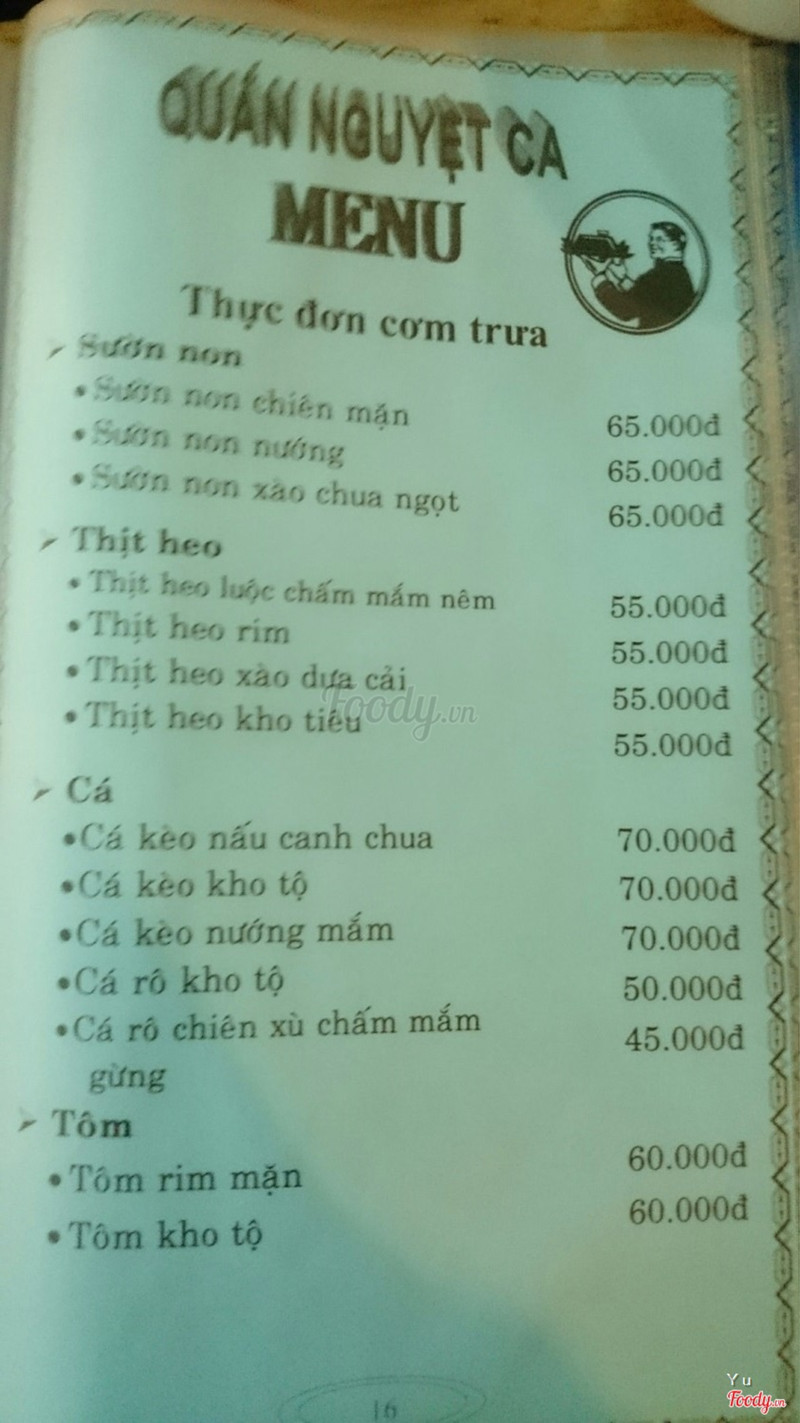 QUÁN NGUYỆT CA
MENU
Thực đơn cơm trưa
Sườn non
Sườn non chiên mặn 65.000đ
Sườn non nướng 65.000đ
Sườn non xào chua ngọt 65.000đ
Thịt heo
Thịt heo luộc chấm mắm nêm 55.000đ
Thịt heo rim 55.000đ
Thịt heo xào dưa cải 55.000đ
Thịt heo kho tiêu 55.000đ
Foody.vn
Cá
Cá kèo nấu canh chua 70.000đ
Cá kèo kho tộ 70.000đ
Cá kèo nướng mắm 70.000đ
Cá rô kho tộ 50.000đ
Cá rô chiên xù chấm mắm 45.000đ
gừng
Tôm
Tôm rim mặn 60.000đ
Tôm kho tộ 60.000đ
16
Yu
Foody.vn